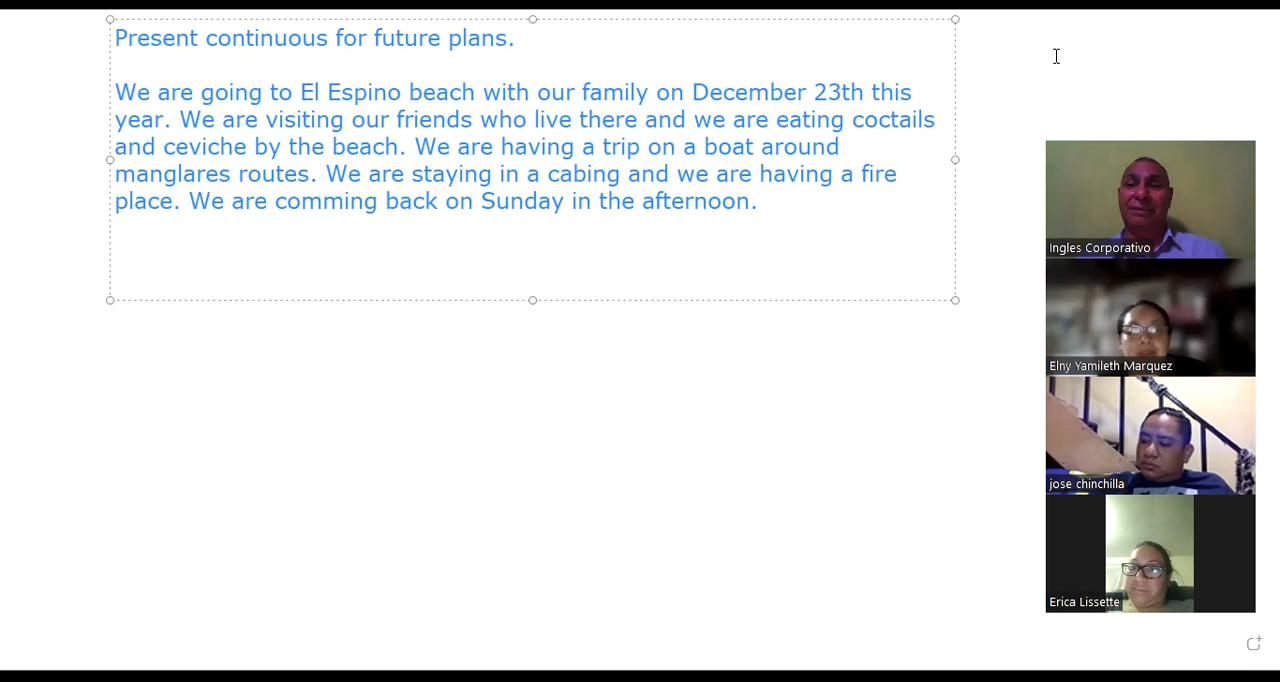 Present continuous for future plans.
We are going to El Espino beach with our family on December 23th this
year. We are visiting our friends who live there and we are eating coctails
and ceviche by the beach. We are having a trip on a boat around
manglares routes. We are staying in a cabing and we are having a fire
place. We are comming back on Sunday in the afternoon.
Ingles Corporativo
Elny Yamileth Marquez
jose chinchilla
Erica Lissette